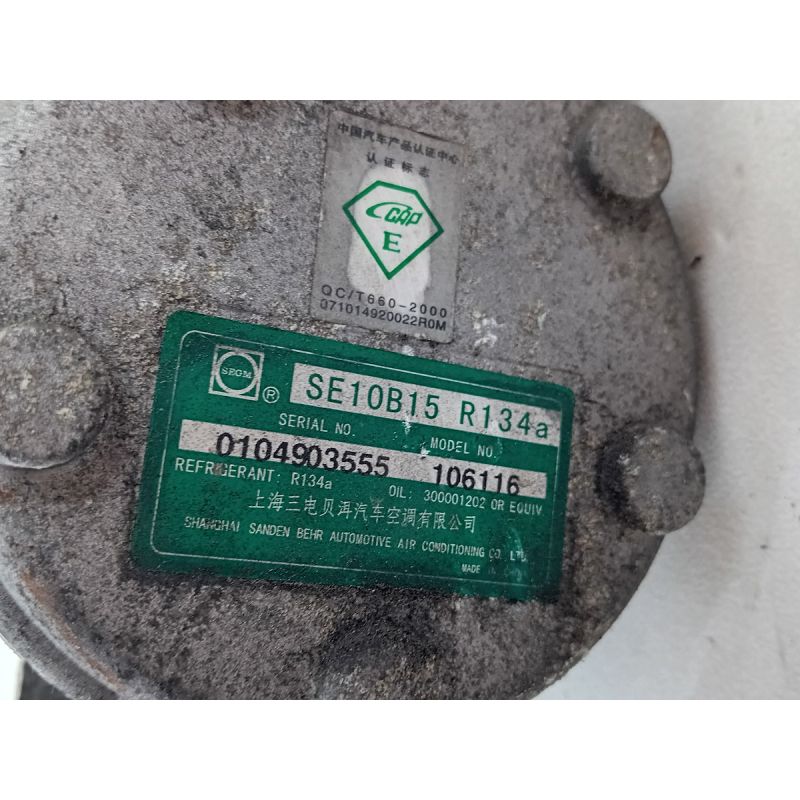 中国汽车产品认证中心
认证标志
CCAP
E
QC/T660-2000
371014920022R0M
SEGM ® SE10B15 R134a
SERIAL NO. MODEL NO.
0104903555 106116
REFRIGERANT: R134a OIL: 300001202 OR EQUIV
上海三电贝洱汽车空调有限公司
SHANGHAI SANDEN BEHR AUTOMOTIVE AIR CONDITIONING CO. LTD.
MADE